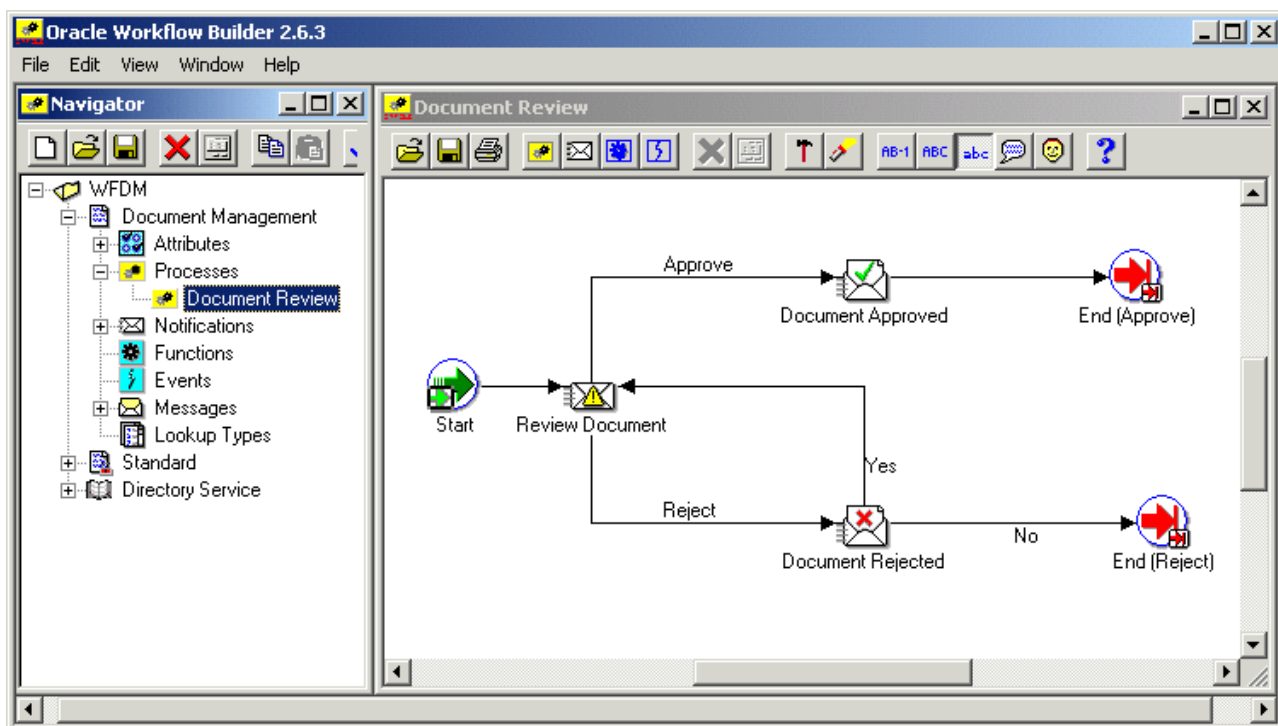 Oracle Workflow Builder 2.6.3
File Edit View Window Help
Navigator
WFDM
Document Management
Attributes
Processes
Document Review
Notifications
Functions
Events
Messages
Lookup Types
Standard
Directory Service
Document Review
AB-1 ABC abc
Approve
Document Approved
End (Approve)
Start
Review Document
Yes
Reject
No
Document Rejected
End (Reject)